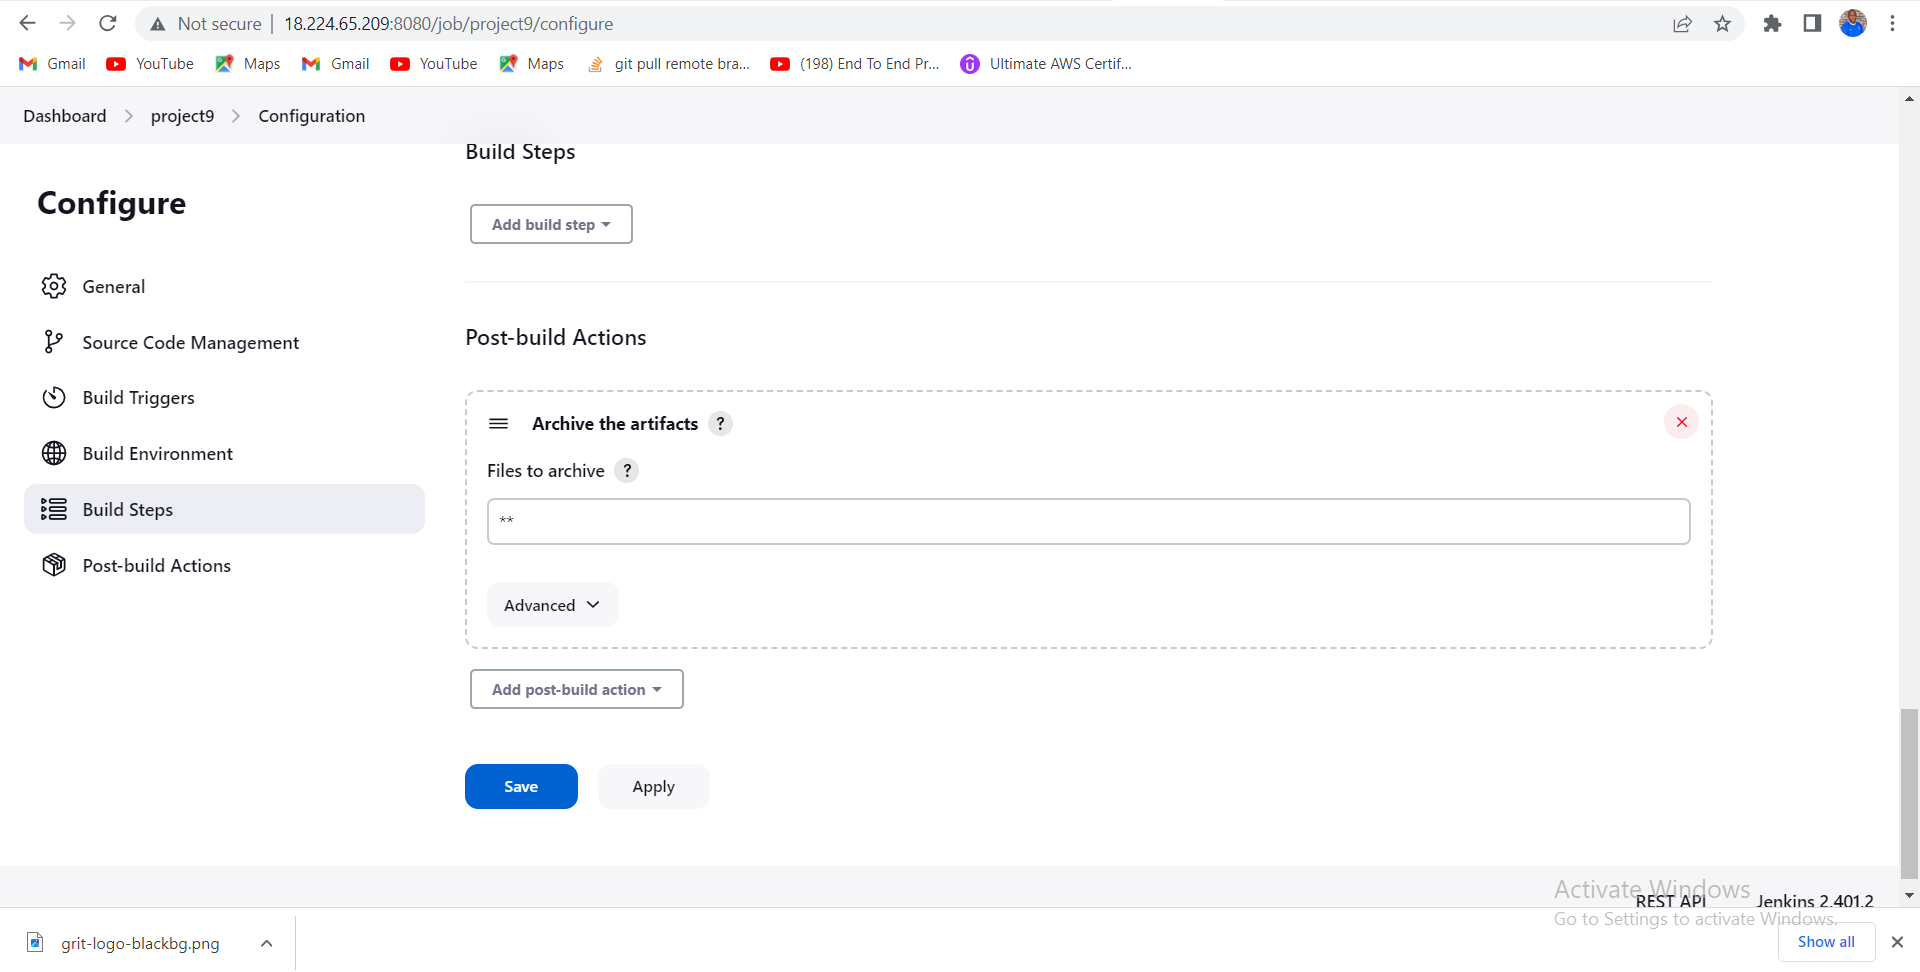 Not secure | 18.224.65.209:8080/job/project9/configure
Gmail YouTube Maps Gmail YouTube Maps git pull remote bra... (198) End To End Pr... Ultimate AWS Certif...
Dashboard > project9 > Configuration
Configure
General
Source Code Management
Build Triggers
Build Environment
Build Steps
Post-build Actions
Build Steps
Add build step
Post-build Actions
Archive the artifacts ?
Files to archive ?
**
Advanced
Add post-build action
Save Apply
REST API Jenkins 2.401.2
Activate Windows
Go to Settings to activate Windows.
grit-logo-blackbg.png
Show all